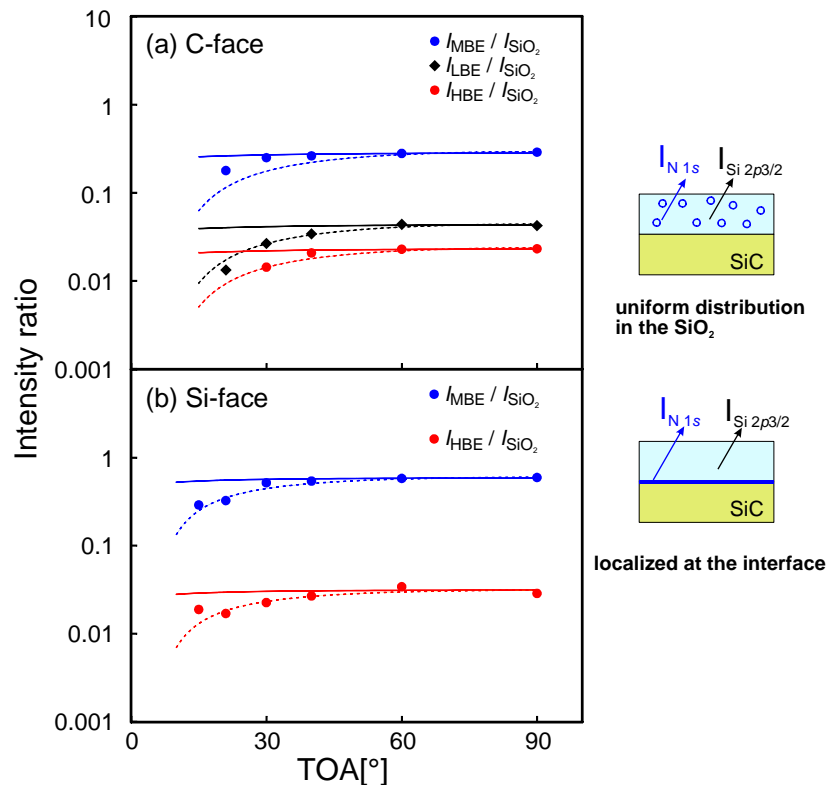 Intensity ratio
10
1
0.1
0.01
0.001
(a) C-face
I_MBE / I_SiO₂
I_LBE / I_SiO₂
I_HBE / I_SiO₂
1
0.1
0.01
0.001
(b) Si-face
I_MBE / I_SiO₂
I_HBE / I_SiO₂
0 30 60 90
TOA[°]
I_N 1s I_Si 2p3/2
SiC
uniform distribution
in the SiO₂
I_N 1s I_Si 2p3/2
SiC
localized at the interface